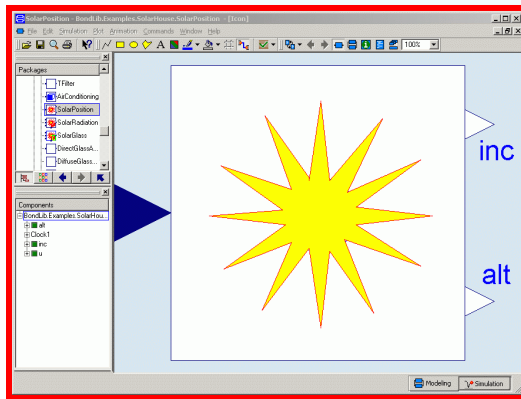 SolarPosition - BondLib.Examples.SolarHouse.SolarPosition - [Icon]
File Edit Simulation Plot Animation Commands Window Help
100%
Packages
TFilter
AirConditioning
SolarPosition
SolarRadiation
SolarGlass
DirectGlassA...
DiffuseGlass...
Components
BondLib.Examples.SolarHou...
alt
Clock1
inc
u
inc
alt
Modeling
Simulation